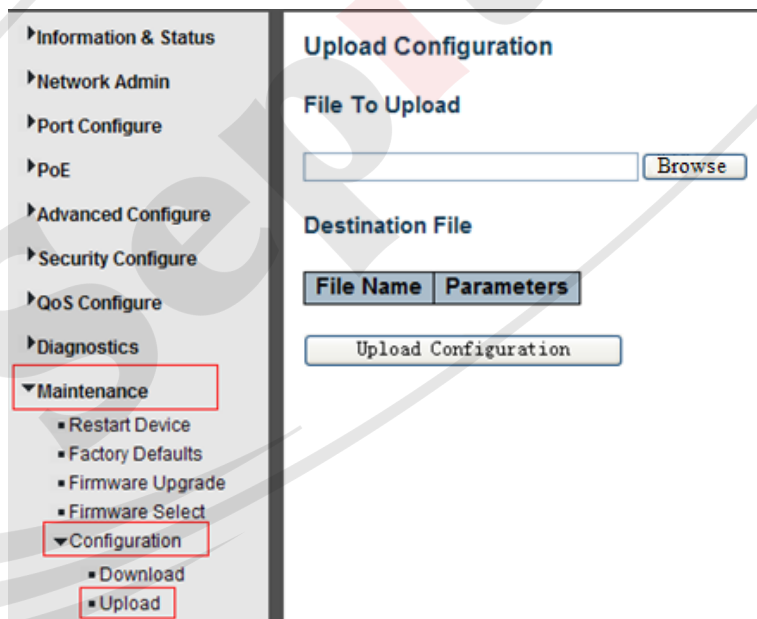 Information & Status
Network Admin
Port Configure
PoE
Advanced Configure
Security Configure
QoS Configure
Diagnostics
Maintenance
Restart Device
Factory Defaults
Firmware Upgrade
Firmware Select
Configuration
Download
Upload
Upload Configuration
File To Upload
Browse
Destination File
File Name Parameters
Upload Configuration